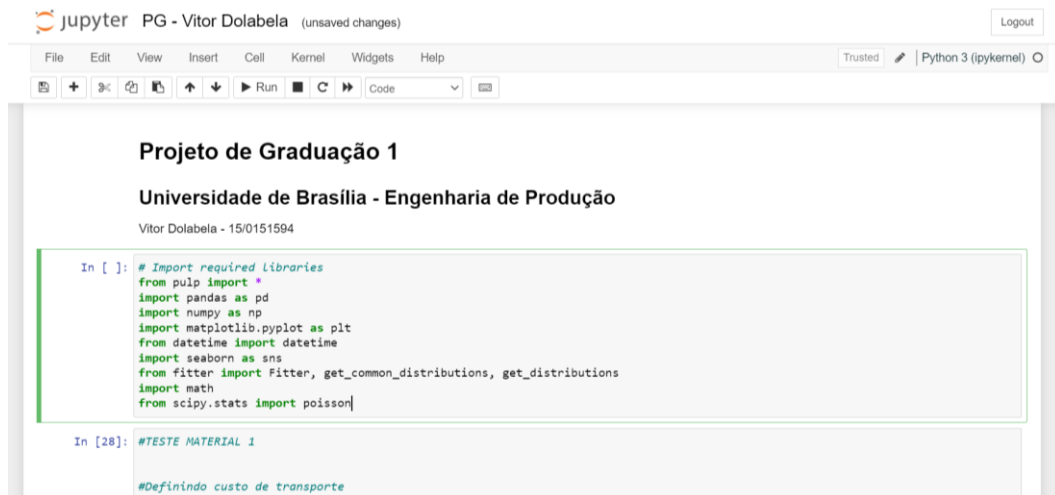 jupyter PG - Vitor Dolabela (unsaved changes) Logout
File Edit View Insert Cell Kernel Widgets Help Trusted Python 3 (ipykernel)
Run Code
Projeto de Graduação 1
Universidade de Brasília - Engenharia de Produção
Vitor Dolabela - 15/0151594
In [ ]: # Import required libraries
from pulp import *
import pandas as pd
import numpy as np
import matplotlib.pyplot as plt
from datetime import datetime
import seaborn as sns
from fitter import Fitter, get_common_distributions, get_distributions
import math
from scipy.stats import poisson
In [28]: #TESTE MATERIAL 1
#Definindo custo de transporte